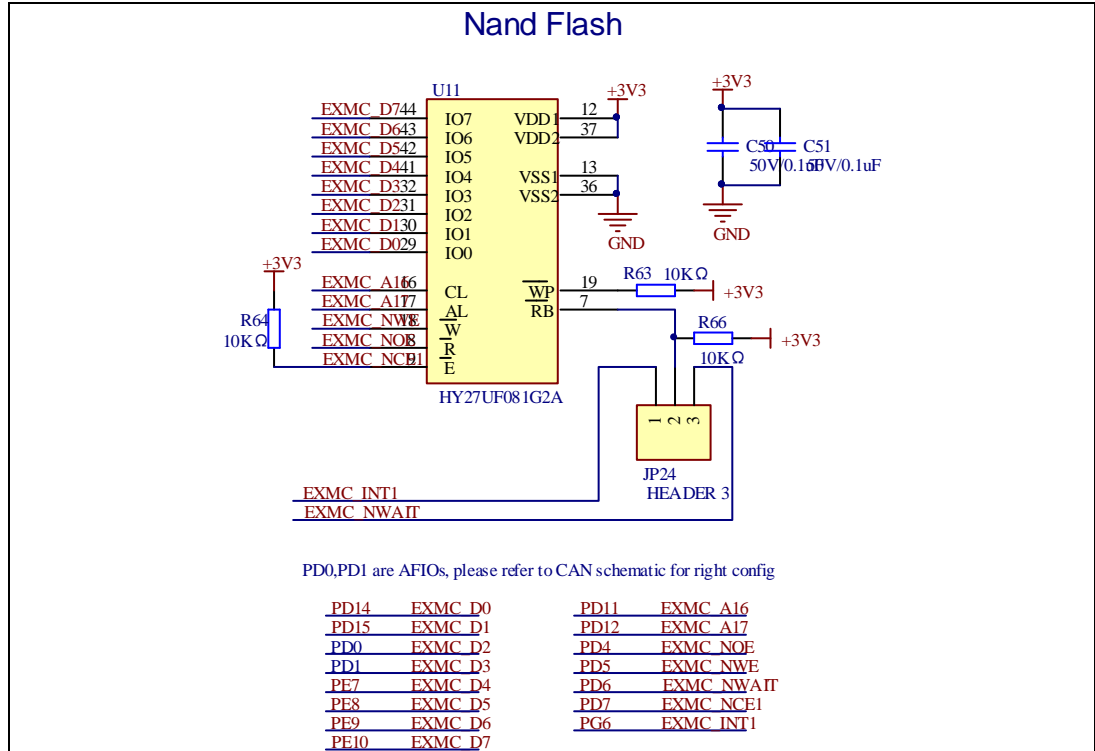 Nand Flash
U11
EXMC_D7 44 IO7 VDD1 12 +3V3
EXMC_D6 43 IO6 VDD2 37
EXMC_D5 42 IO5
EXMC_D4 41 IO4 VSS1 13
EXMC_D3 32 IO3 VSS2 36
EXMC_D2 31 IO2
EXMC_D1 30 IO1 GND
EXMC_D0 29 IO0
+3V3
C50 C51
50V/0.1uF 50V/0.1uF
GND
+3V3
EXMC_A16 16 CL WP 19 R63 10KΩ +3V3
EXMC_A17 17 AL RB 7
R64 EXMC_NWE 18 W R66
10KΩ EXMC_NOE 8 R +3V3
EXMC_NCE1 9 E 10KΩ
HY27UF081G2A
1 2 3
JP24
HEADER 3
EXMC_INT1
EXMC_NWAIT
PD0,PD1 are AFIOs, please refer to CAN schematic for right config
PD14 EXMC_D0 PD11 EXMC_A16
PD15 EXMC_D1 PD12 EXMC_A17
PD0 EXMC_D2 PD4 EXMC_NOE
PD1 EXMC_D3 PD5 EXMC_NWE
PE7 EXMC_D4 PD6 EXMC_NWAIT
PE8 EXMC_D5 PD7 EXMC_NCE1
PE9 EXMC_D6 PG6 EXMC_INT1
PE10 EXMC_D7